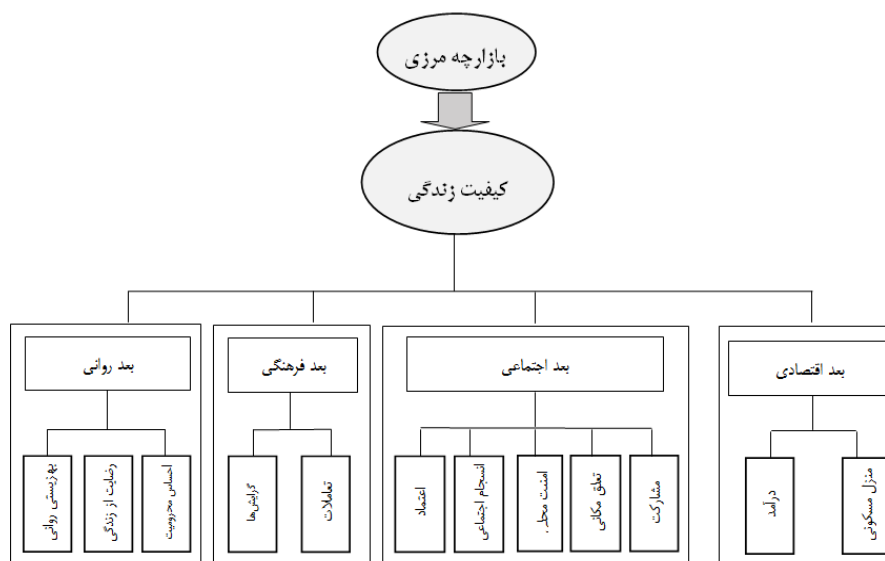 بازارچه مرزی
کیفیت زندگی
بعد اقتصادی
بعد اجتماعی
بعد فرهنگی
بعد روانی
منزل مسکونی
درآمد
مشارکت
تعلق مکانی
امنیت
انسجام اجتماعی
اعتماد
تعاملات
گرایش‌ها
احساس محرومیت
رضایت از زندگی
بهزیستی روانی